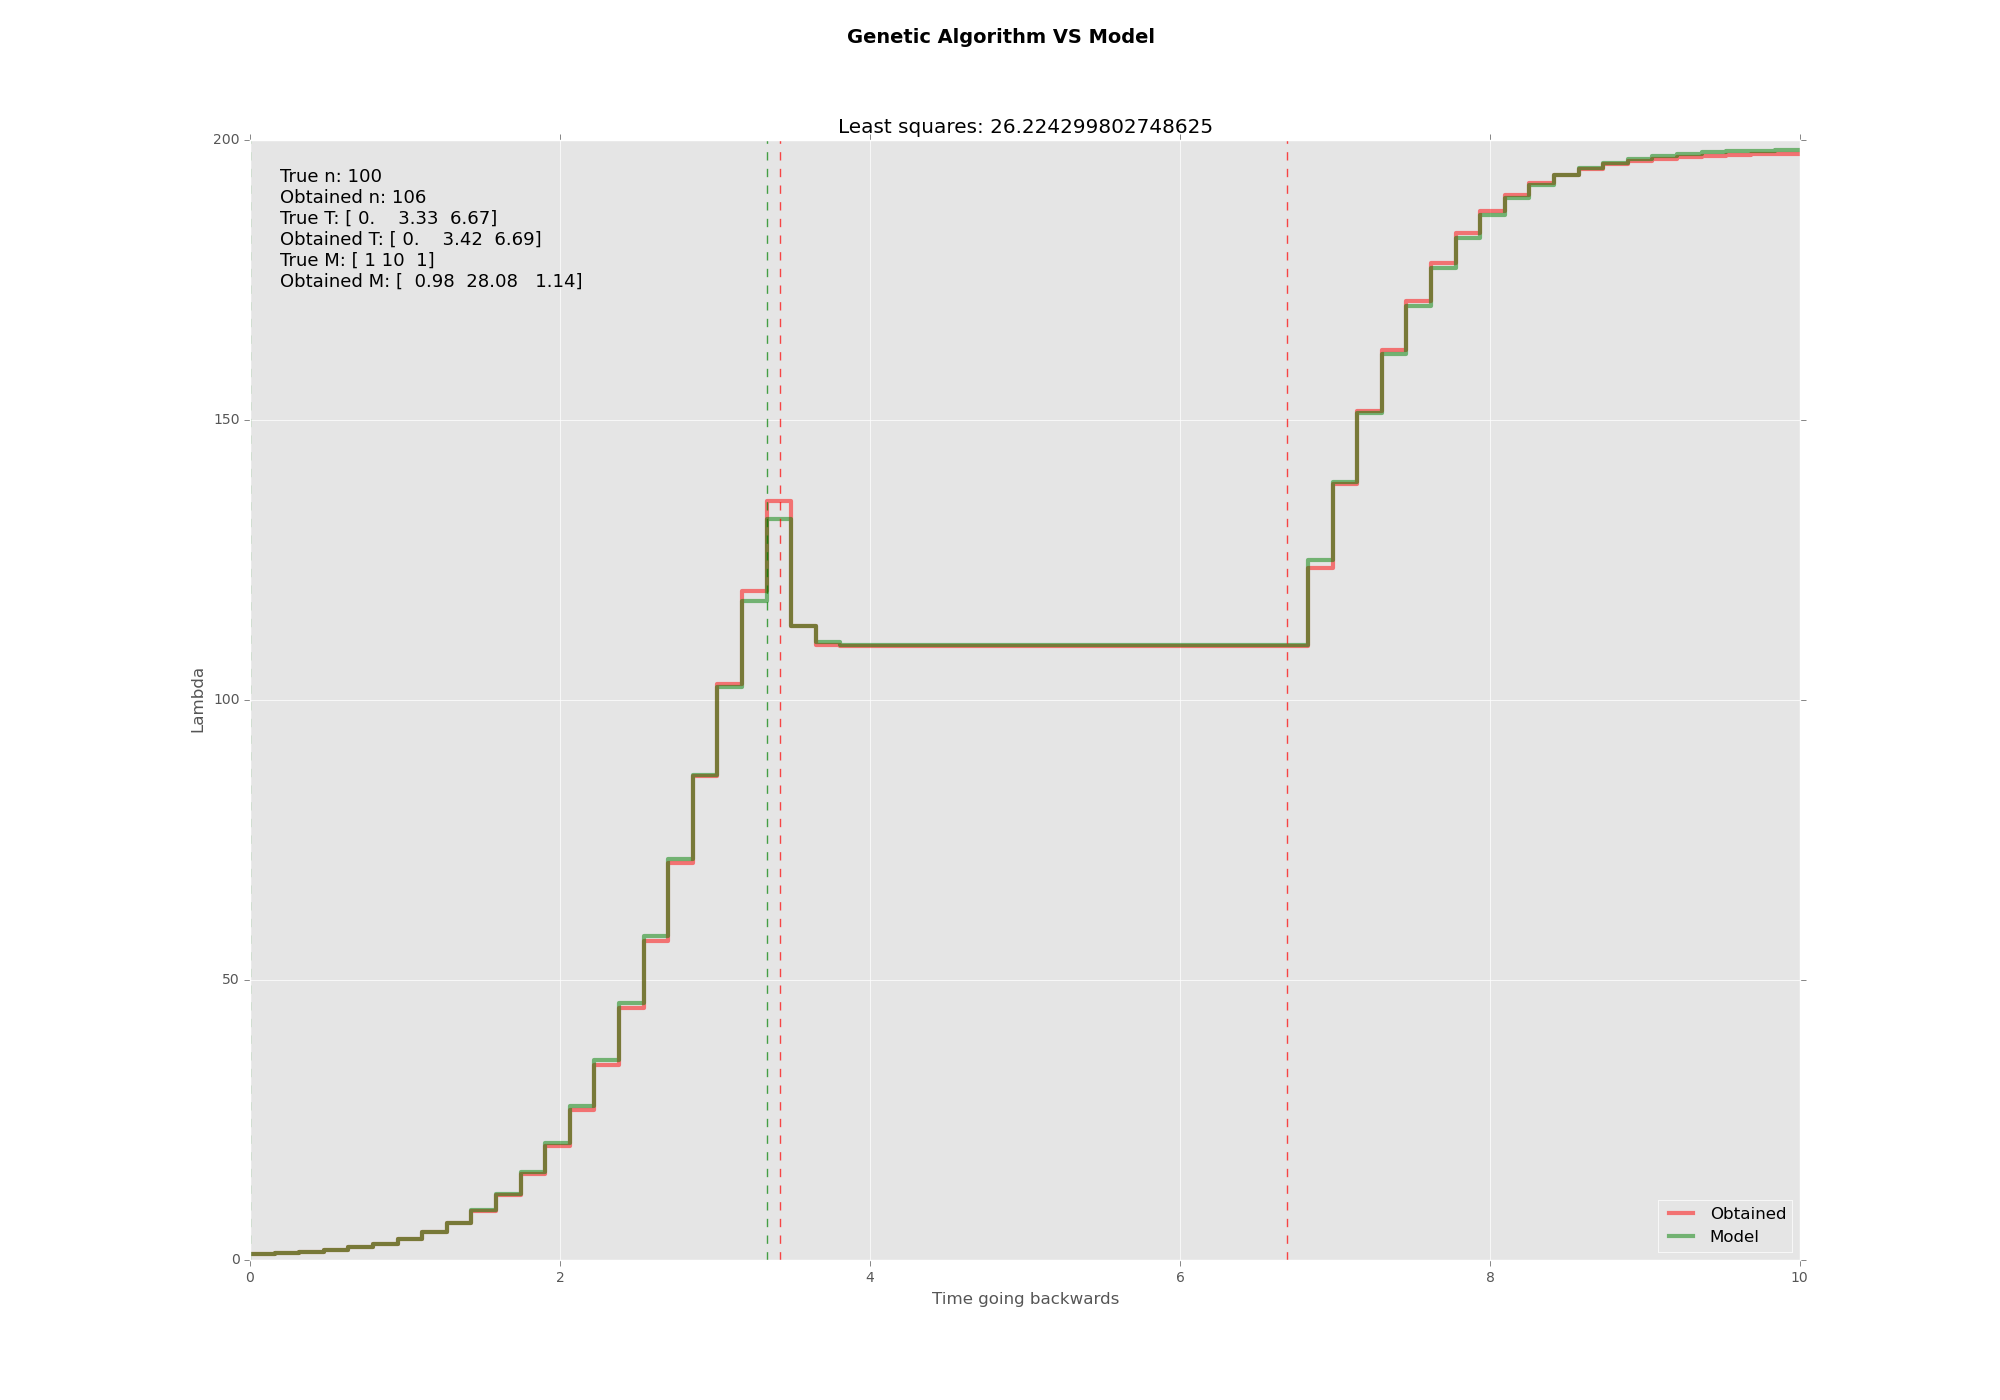 Genetic Algorithm VS Model
Least squares: 26.224299802748625
200
True n: 100
Obtained n: 106
True T: [ 0.    3.33  6.67]
Obtained T: [ 0.    3.42  6.69]
True M: [ 1 10  1]
Obtained M: [  0.98  28.08   1.14]
150
100
Lambda
50
Obtained
Model
0
0 2 4 6 8 10
Time going backwards